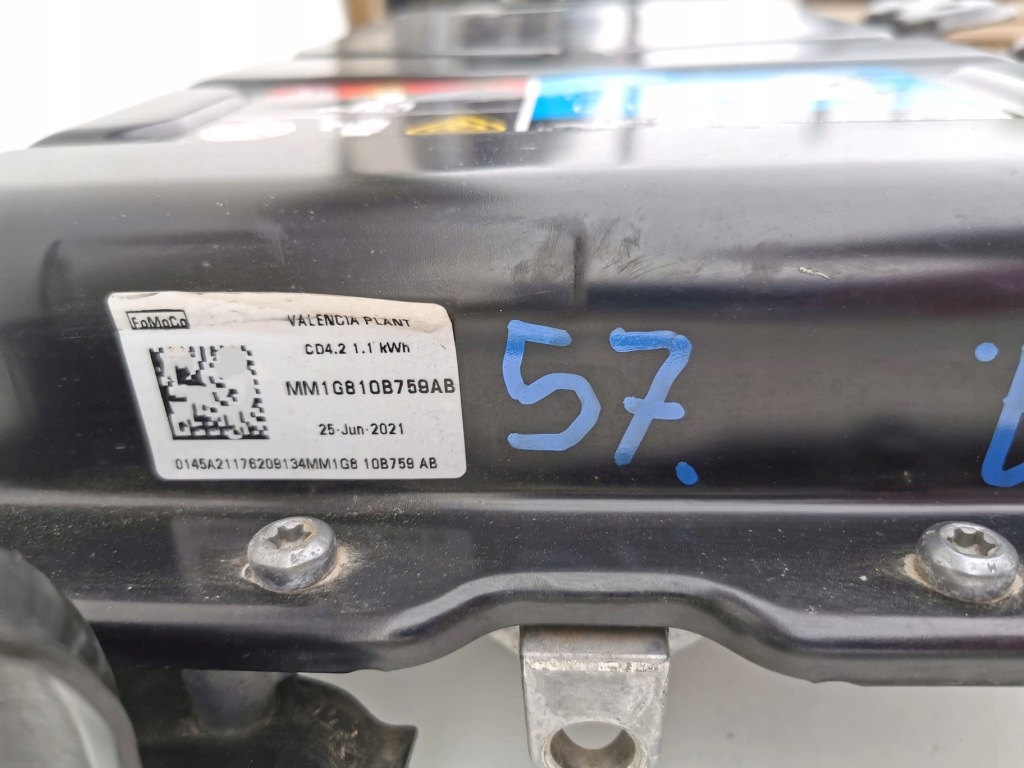 FoMoCo
VALENCIA PLANT
CD4.2 1.1 kWh
MM1G810B759AB
25-Jun-2021
0145A21176209134MM1G8 10B759 AB
57.